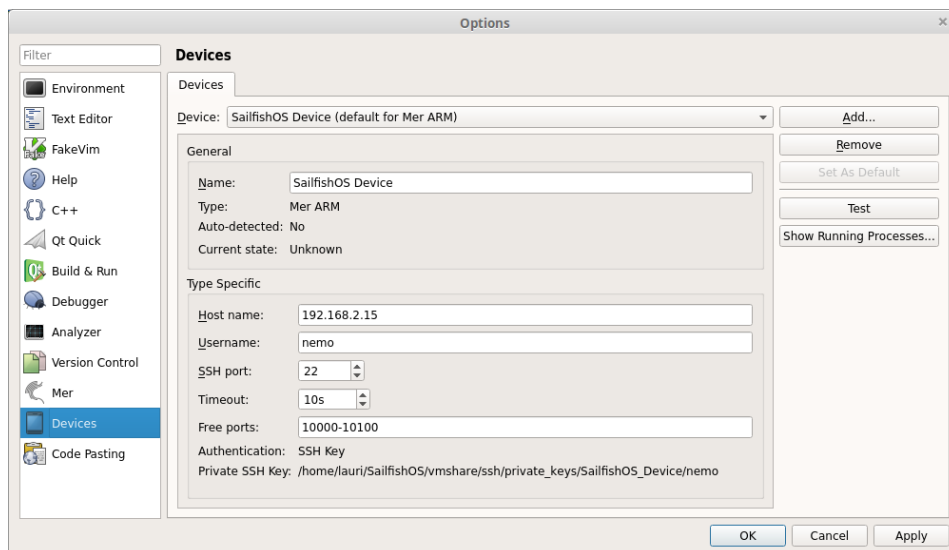 Options
Filter
Environment
Text Editor
FakeVim
Help
C++
Qt Quick
Build & Run
Debugger
Analyzer
Version Control
Mer
Devices
Code Pasting
Devices
Devices
Device: SailfishOS Device (default for Mer ARM)
General
Name: SailfishOS Device
Type: Mer ARM
Auto-detected: No
Current state: Unknown
Type Specific
Host name: 192.168.2.15
Username: nemo
SSH port: 22
Timeout: 10s
Free ports: 10000-10100
Authentication: SSH Key
Private SSH Key: /home/lauri/SailfishOS/vmshare/ssh/private_keys/SailfishOS_Device/nemo
Add...
Remove
Set As Default
Test
Show Running Processes...
OK Cancel Apply